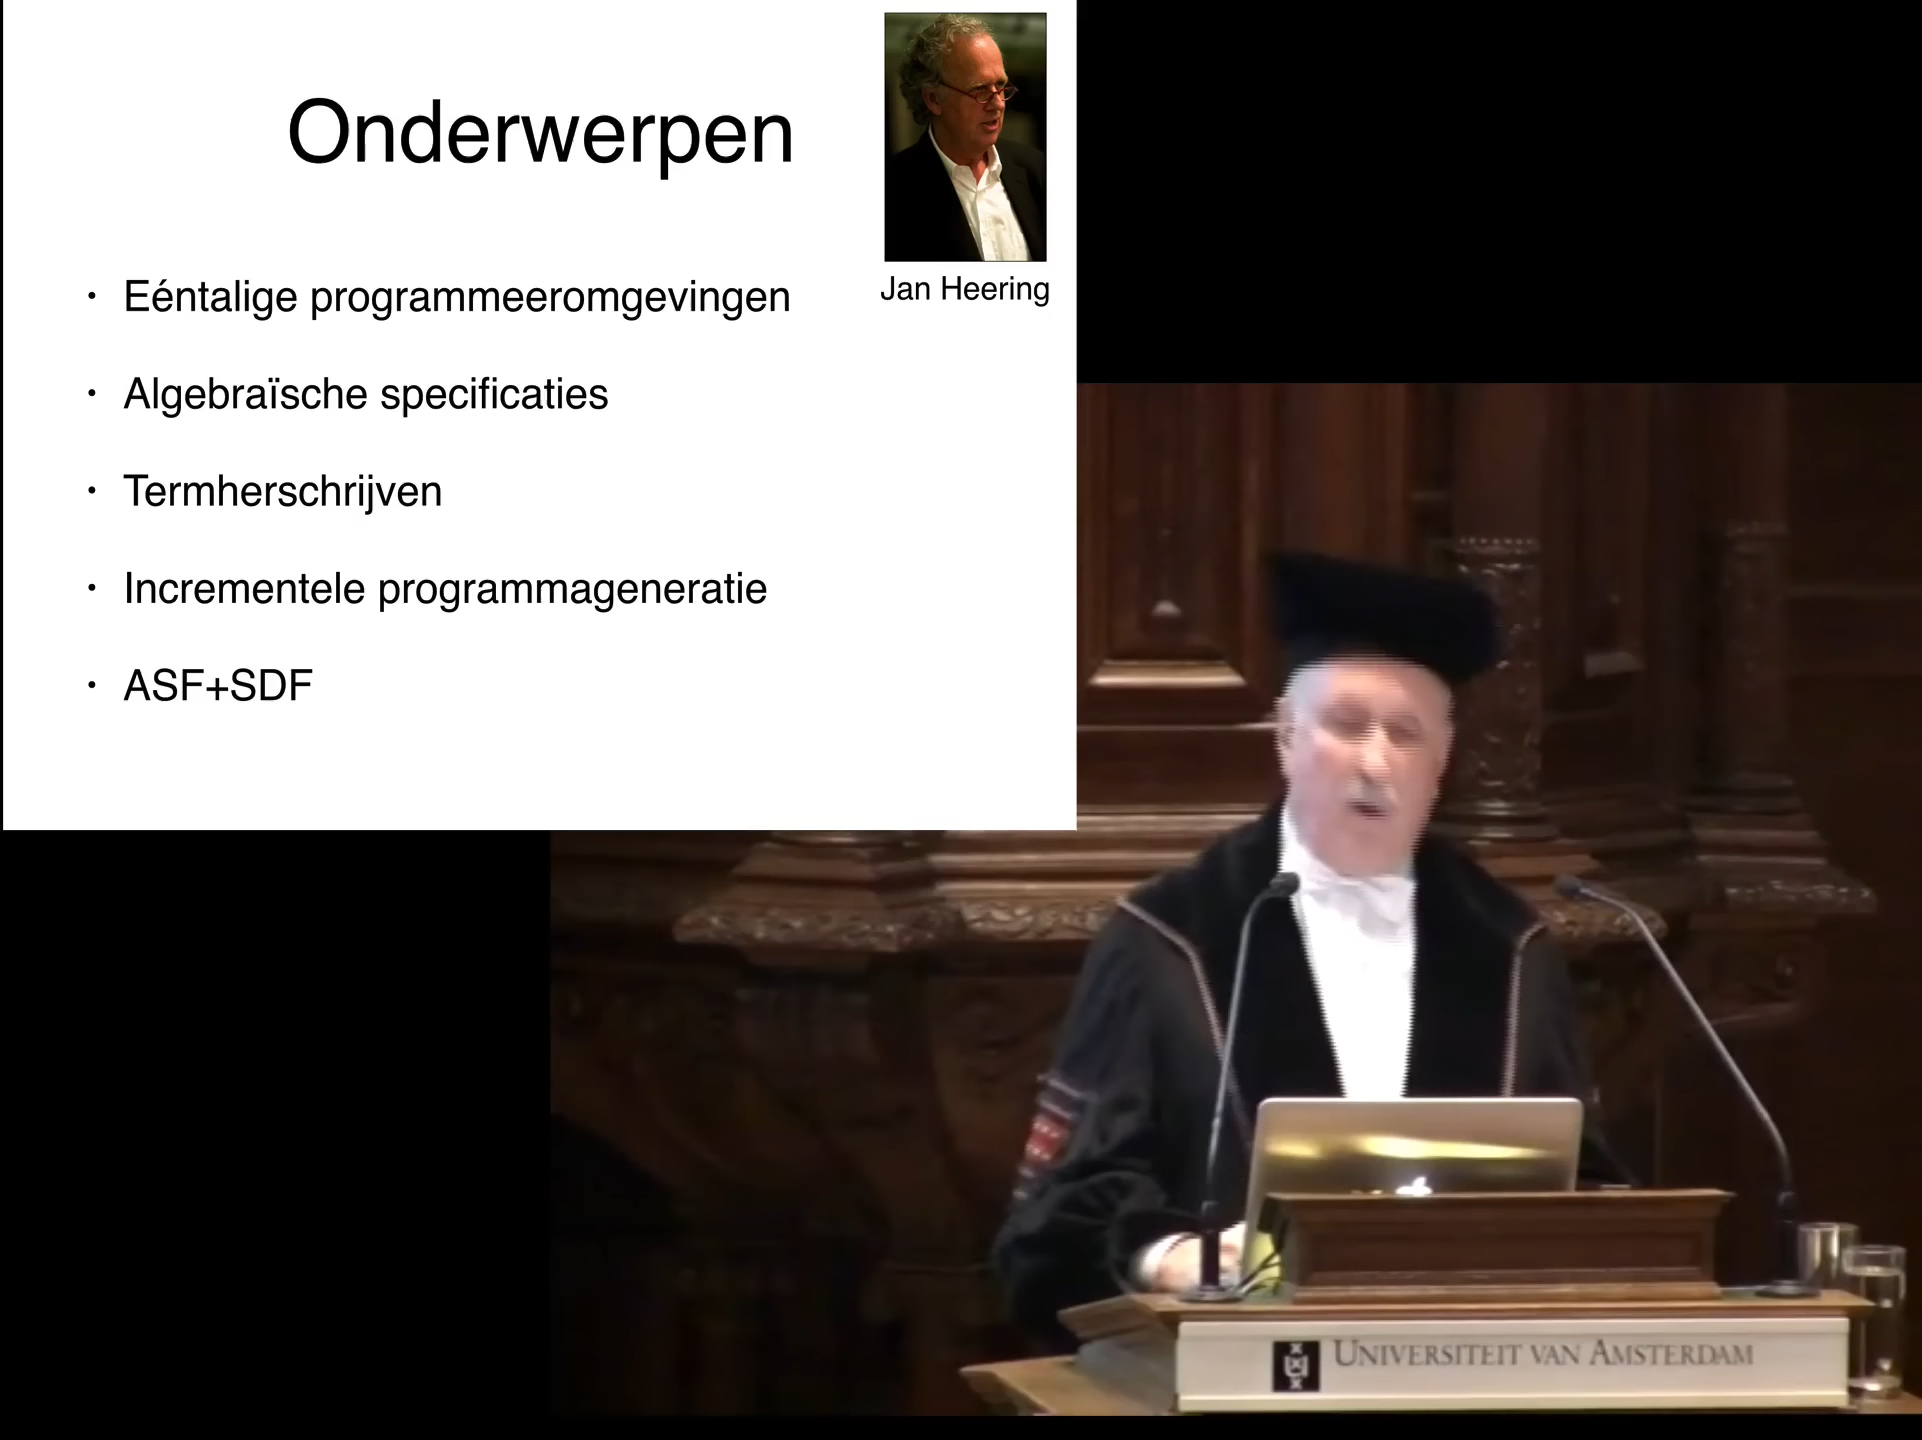 Onderwerpen
Jan Heering
• Eéntalige programmeeromgevingen
• Algebraïsche specificaties
• Termherschrijven
• Incrementele programmageneratie
• ASF+SDF
UNIVERSITEIT VAN AMSTERDAM